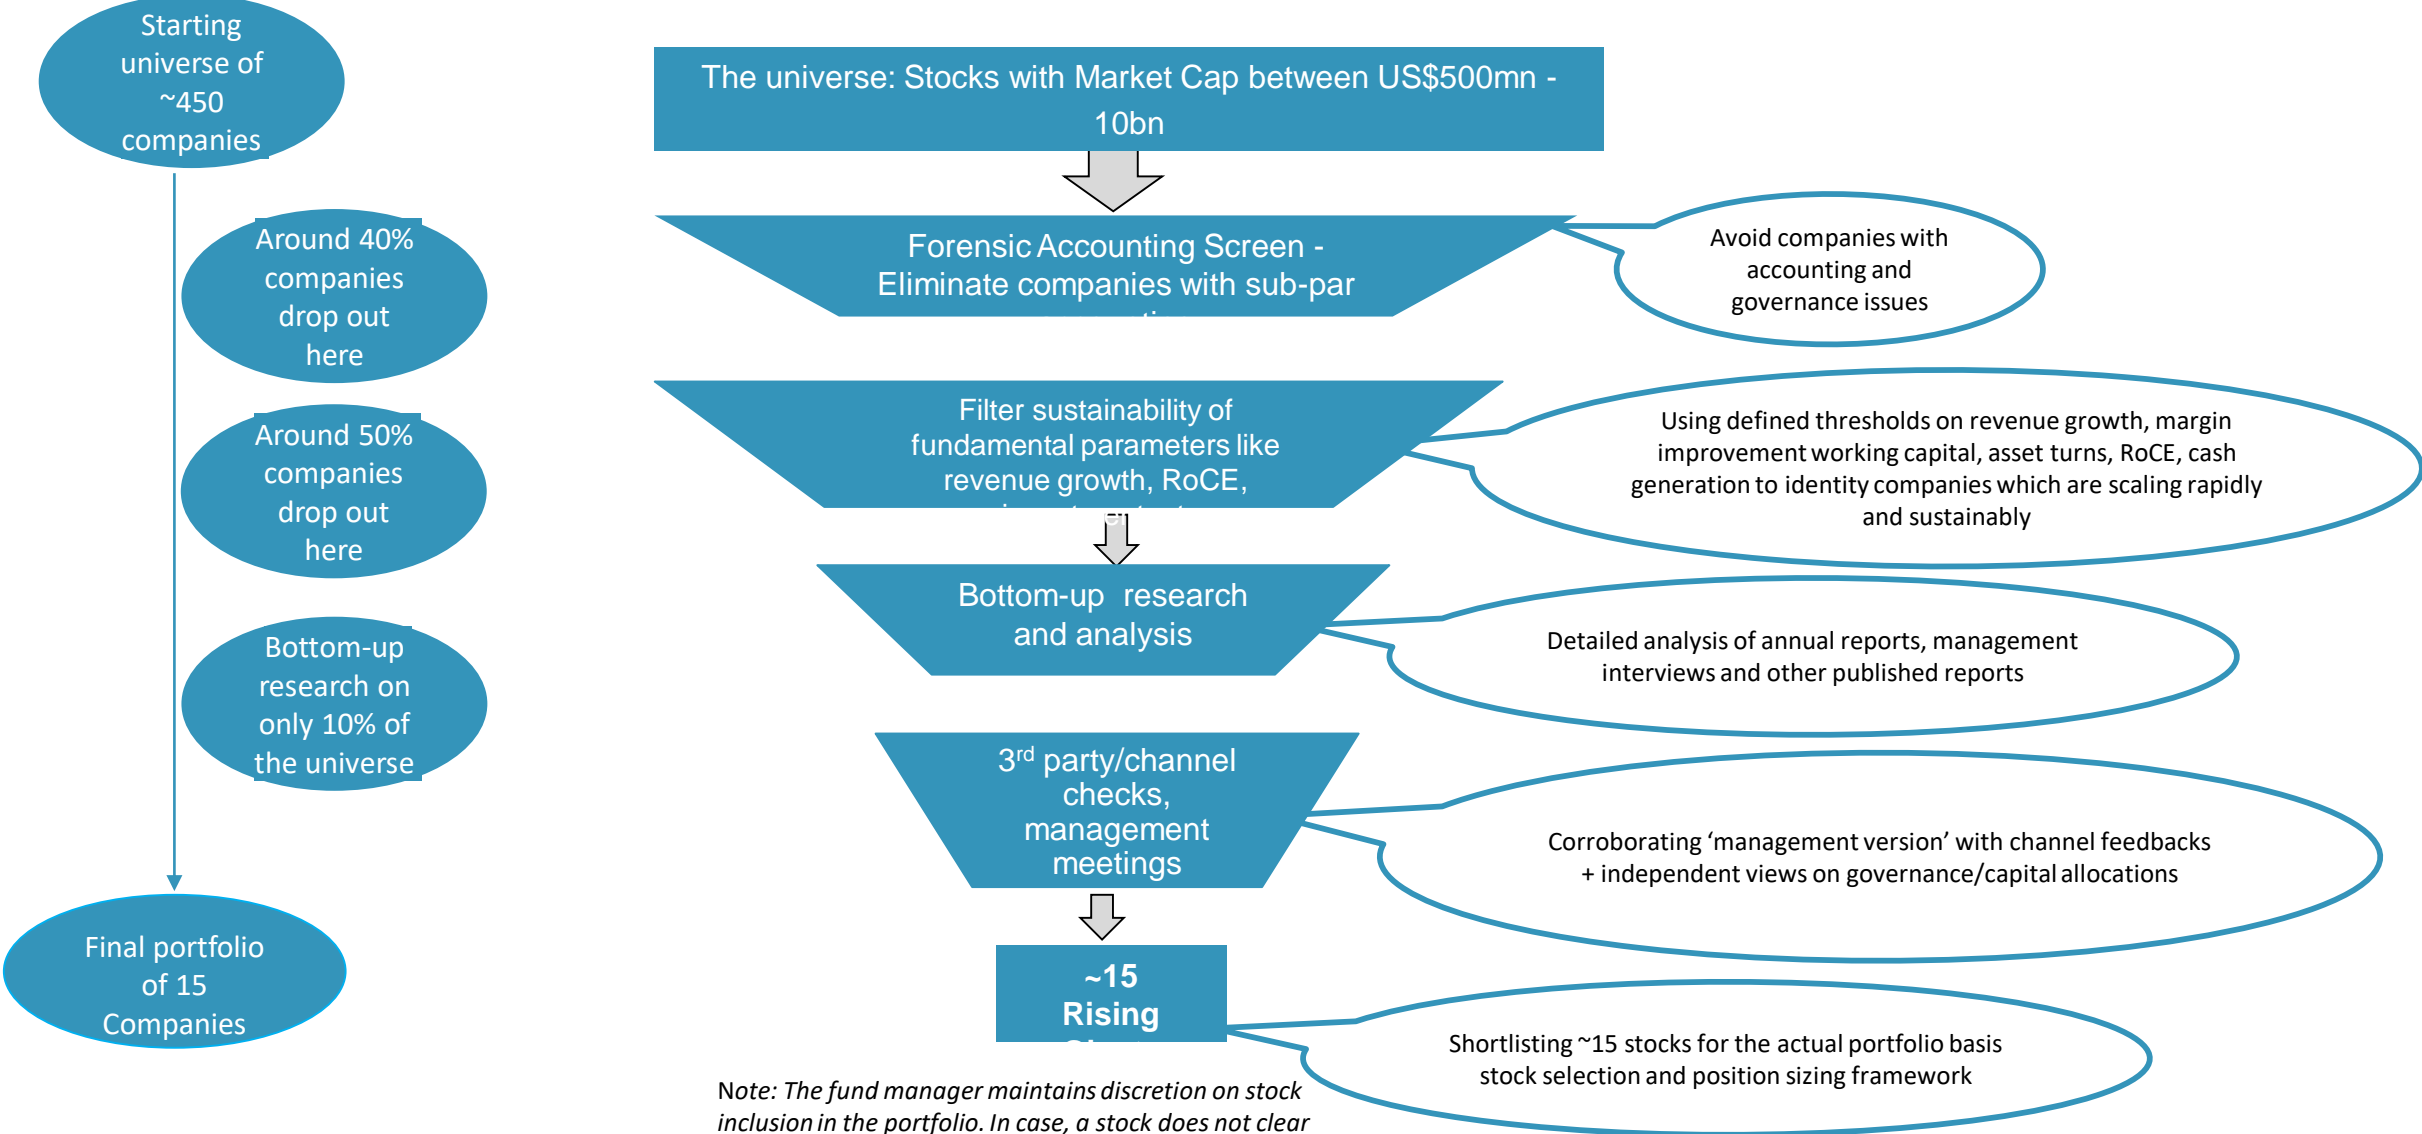 Starting
universe of
~450
companies
Around 40%
companies
drop out
here
Around 50%
companies
drop out
here
Bottom-up
research on
only 10% of
the universe
Final portfolio
of 15
Companies
The universe: Stocks with Market Cap between US$500mn -
10bn
Forensic Accounting Screen -
Eliminate companies with sub-par
Avoid companies with
accounting and
governance issues
Filter sustainability of
fundamental parameters like
revenue growth, RoCE,
Using defined thresholds on revenue growth, margin
improvement working capital, asset turns, RoCE, cash
generation to identity companies which are scaling rapidly
and sustainably
Bottom-up research
and analysis
Detailed analysis of annual reports, management
interviews and other published reports
3rd party/channel
checks,
management
meetings
Corroborating ‘management version’ with channel feedbacks
+ independent views on governance/capital allocations
~15
Rising
Shortlisting ~15 stocks for the actual portfolio basis
stock selection and position sizing framework
Note: The fund manager maintains discretion on stock
inclusion in the portfolio. In case, a stock does not clear